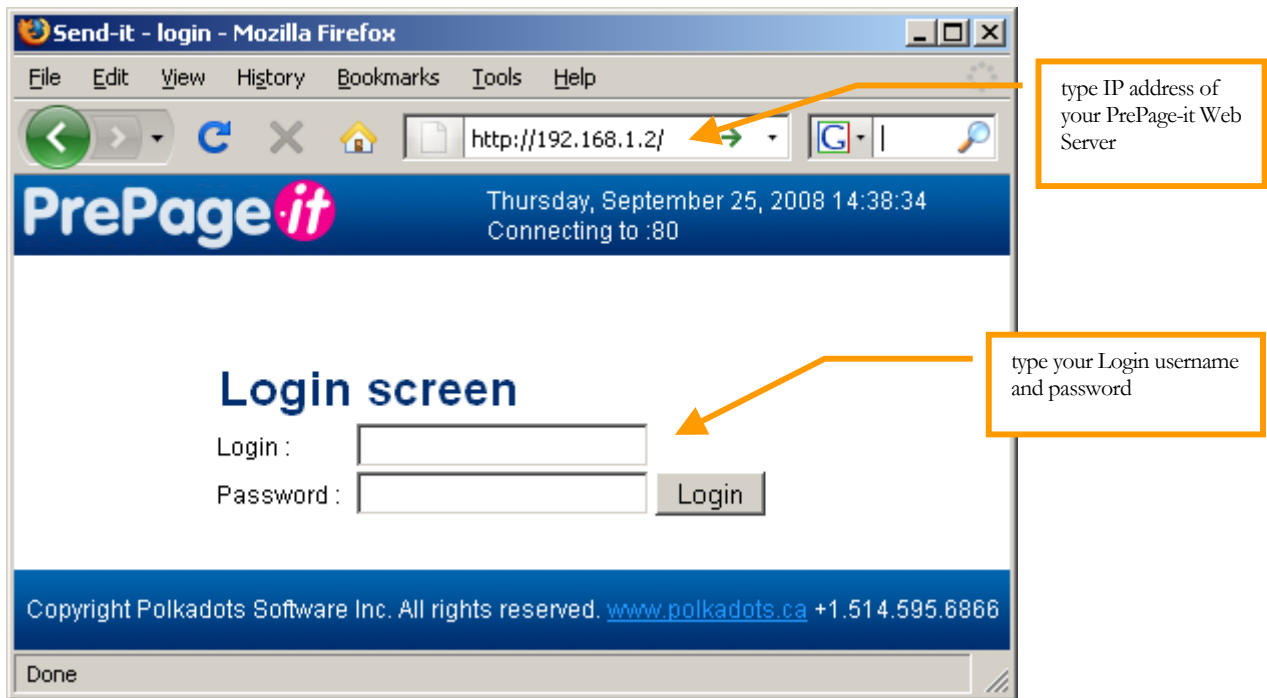 Send-it - login - Mozilla Firefox
File Edit View History Bookmarks Tools Help
http://192.168.1.2/
G
type IP address of
your PrePage-it Web
Server
PrePage·it
Thursday, September 25, 2008 14:38:34
Connecting to :80
type your Login username
and password
Login screen
Login :
Password :
Login
Copyright Polkadots Software Inc. All rights reserved. www.polkadots.ca +1.514.595.6866
Done